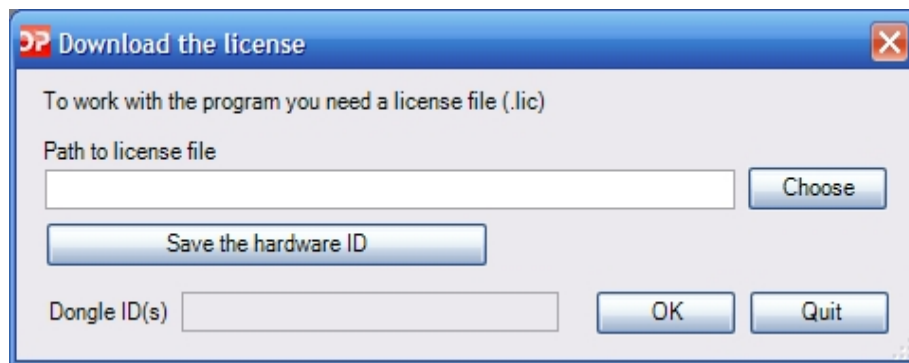 Download the license
To work with the program you need a license file (.lic)
Path to license file
Choose
Save the hardware ID
Dongle ID(s)
OK
Quit